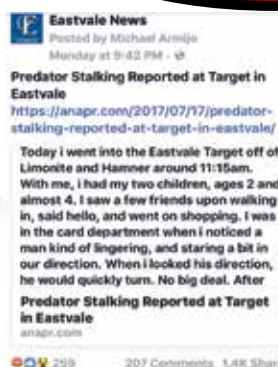 Eastvale News
Posted by Michael Armijo
Monday at 9:42 PM ·
Predator Stalking Reported at Target in
Eastvale
https://anapr.com/2017/07/17/predator-
stalking-reported-at-target-in-eastvale/
Today i went into the Eastvale Target off of
Limonite and Hamner around 11:15am.
With me, i had my two children, ages 2 and
almost 4. I saw a few friends upon walking
in, said hello, and went on shopping. I was
in the card department when i noticed a
man kind of lingering, and staring a bit in
our direction. When i looked his direction,
he would quickly turn. No big deal. After
Predator Stalking Reported at Target
in Eastvale
anapr.com
259 207 Comments 1.4K Shar